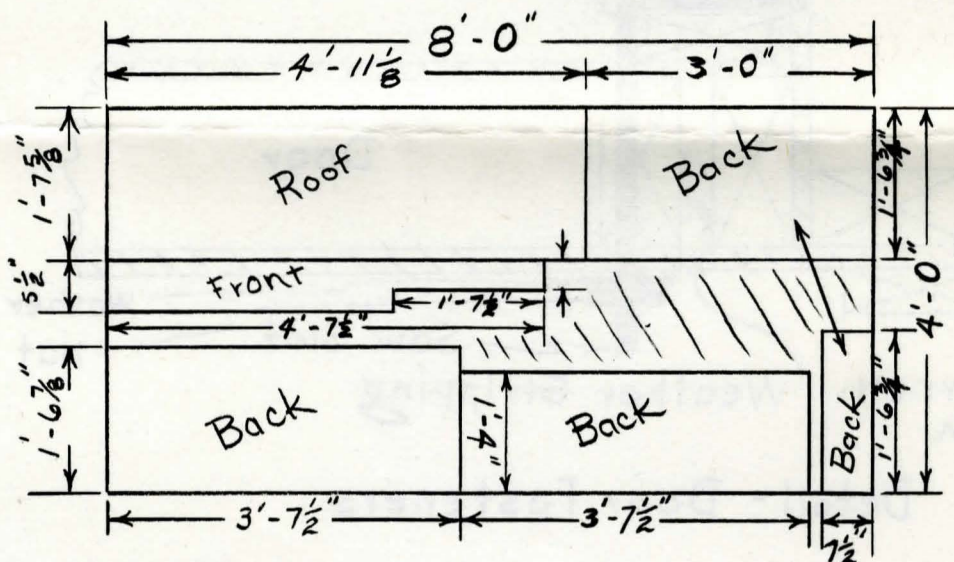 8'-0"
4'-11 1/8
3'-0"
1'-7 5/8"
Roof
Back
1'-6 3/4"
5 1/2"
Front
1'-7 1/2"
4'-7 1/2"
4'-0"
1'-6 7/8"
Back
1'-4"
Back
Back
1'-6 3/4"
3'-7 1/2"
3'-7 1/2"
7 1/2"